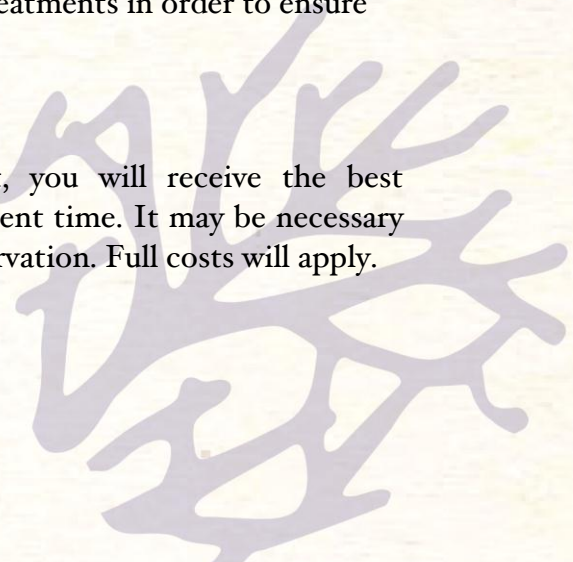 eatments in order to ensure
, you will receive the best
ent time. It may be necessary
rvation. Full costs will apply.